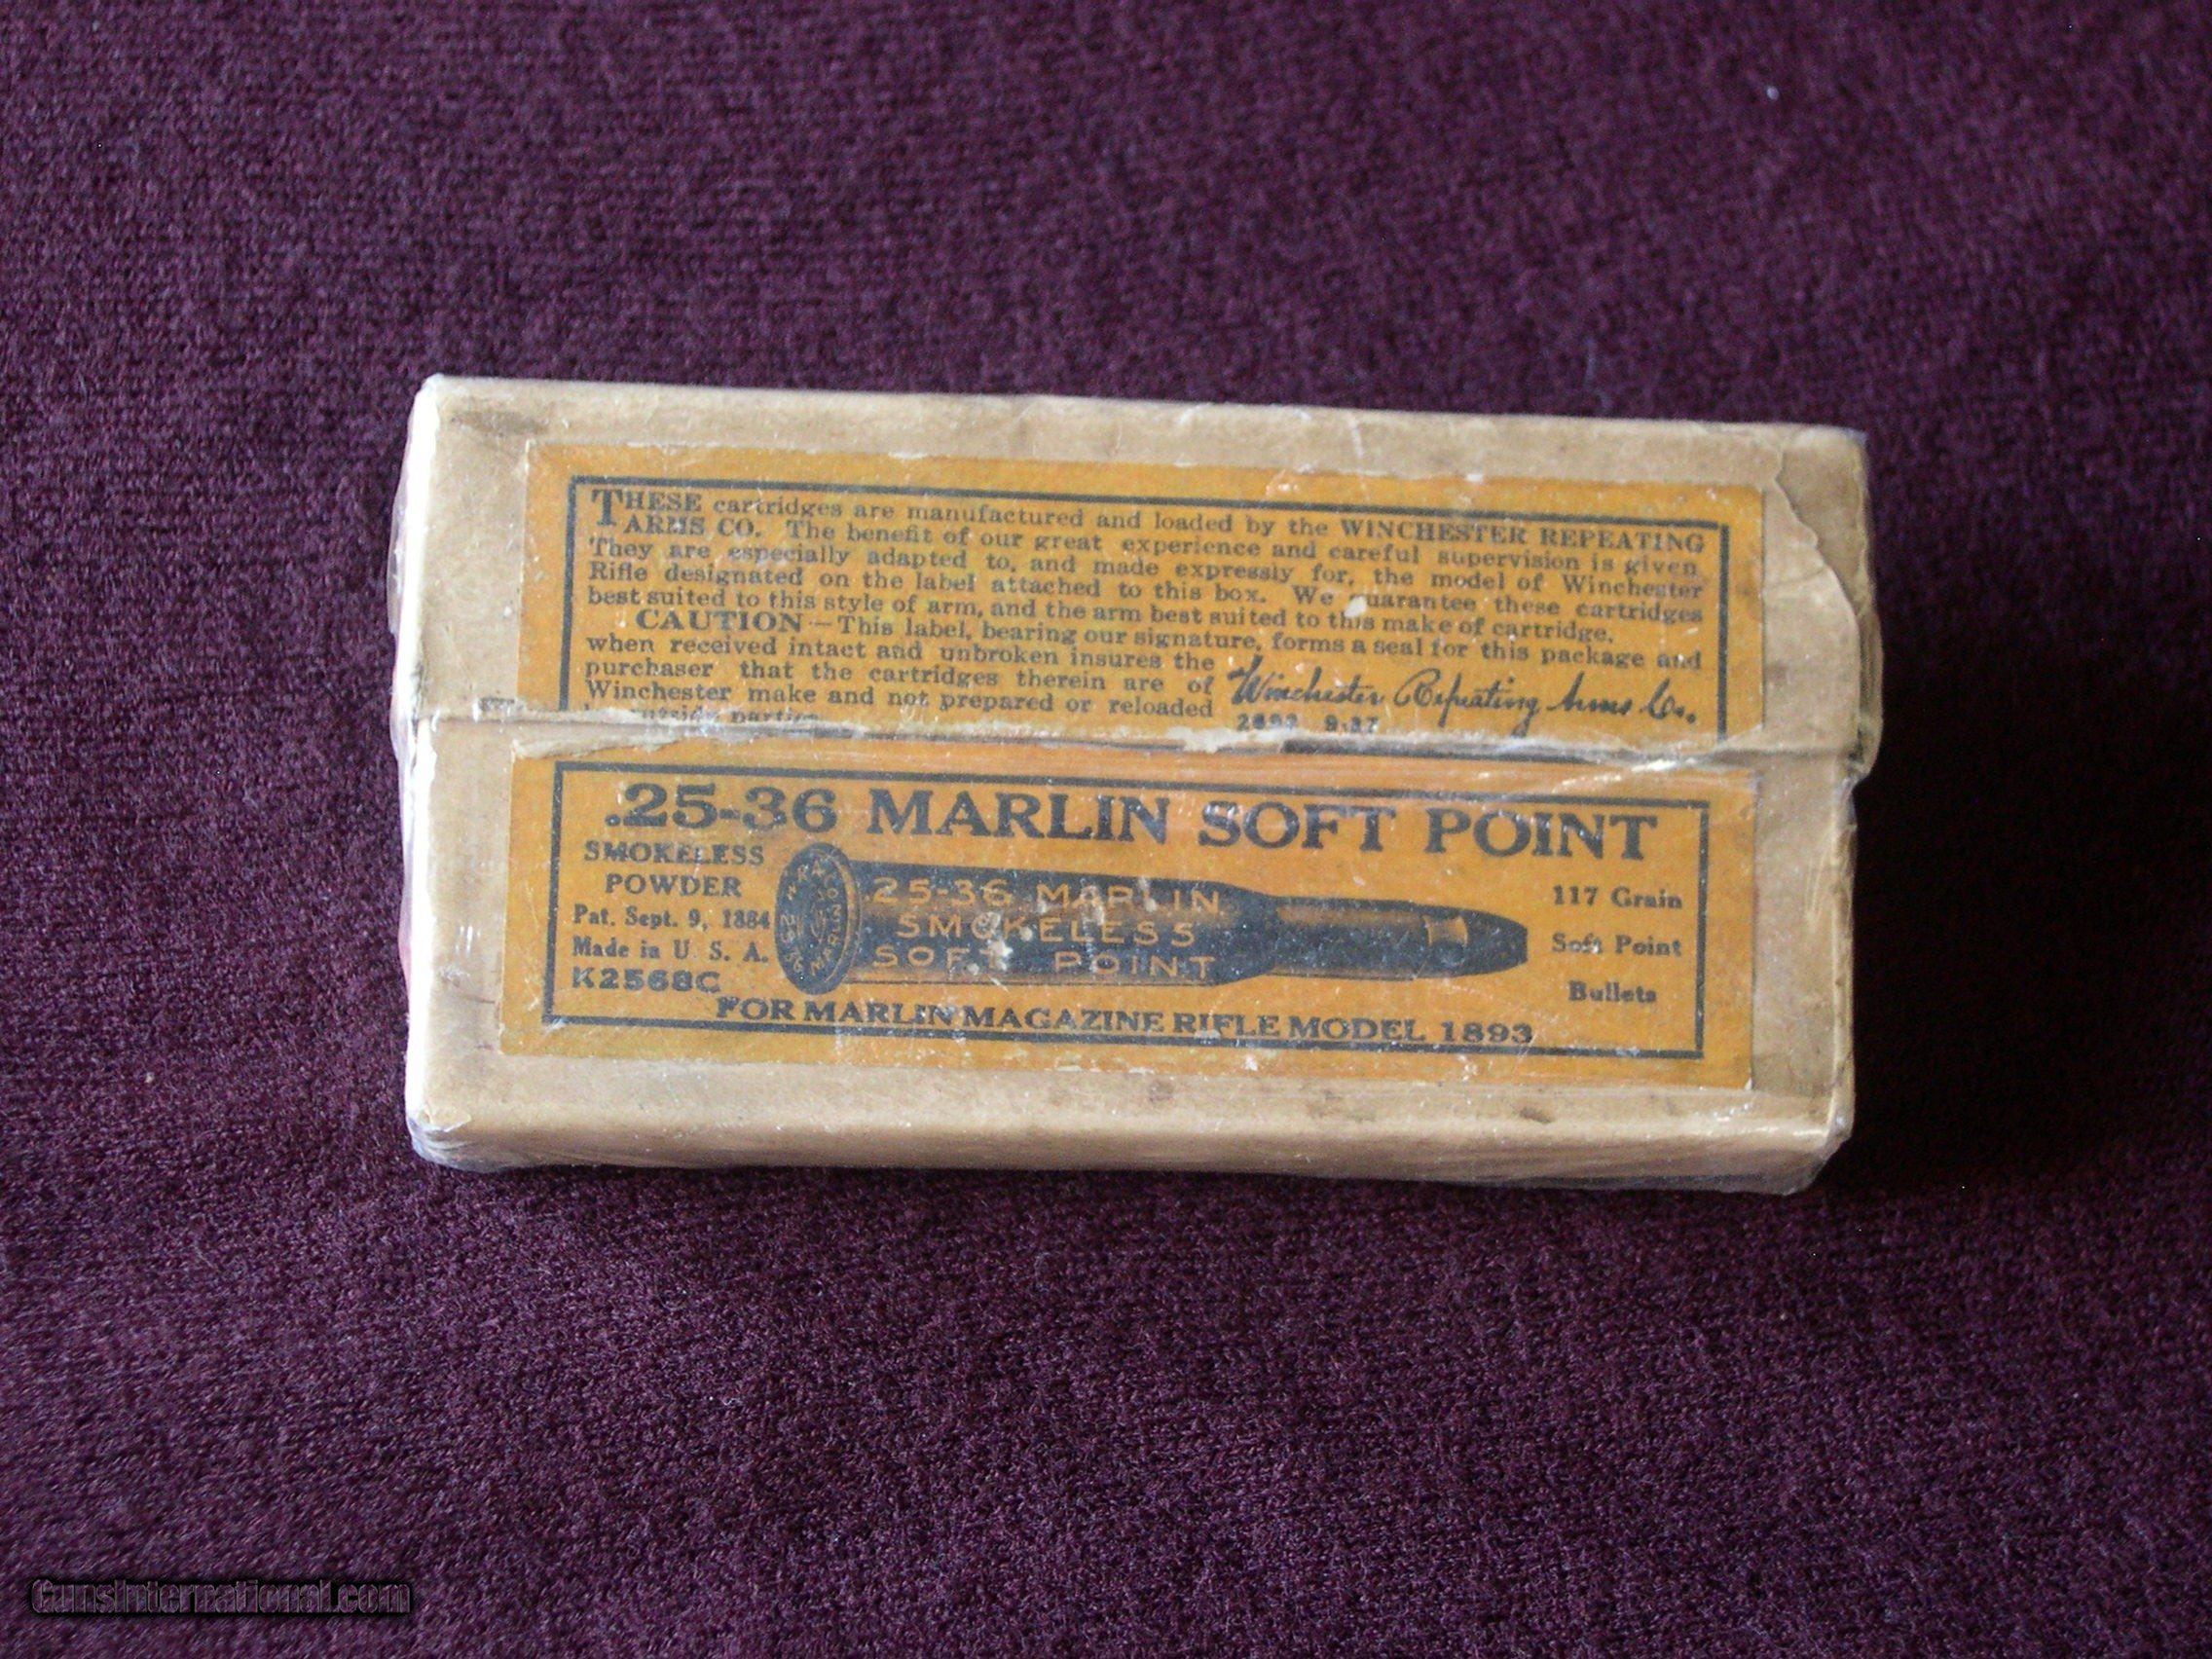 THESE cartridges are manufactured and loaded by the WINCHESTER REPEATING
ARMS CO. The benefit of our great experience and careful supervision is given.
They are especially adapted to, and made expressly for, the model of Winchester
Rifle designated on the label attached to this box. We guarantee these cartridges
best suited to this style of arm, and the arm best suited to this make of cartridge.
CAUTION—This label, bearing our signature, forms a seal for this package and
when received intact and unbroken insures the
purchaser that the cartridges therein are of
Winchester make and not prepared or reloaded
outside parties
Winchester Repeating Arms Co.
9-27
.25-36 MARLIN SOFT POINT
SMOKELESS
POWDER
Pat. Sept. 9, 1884
Made in U. S. A.
K2568C
25-36 MARLIN
SMOKELESS
SOFT POINT
117 Grain
Soft Point
Bullets
FOR MARLIN MAGAZINE RIFLE MODEL 1893
GunsInternational.com